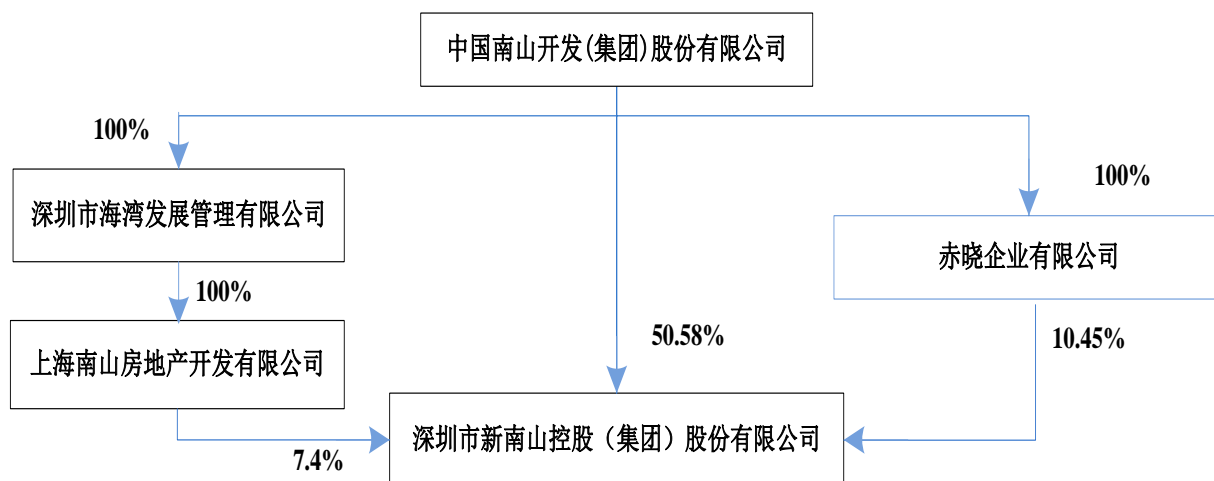 中国南山开发(集团)股份有限公司
100%
100%
深圳市海湾发展管理有限公司
赤晓企业有限公司
100%
50.58%
10.45%
上海南山房地产开发有限公司
深圳市新南山控股（集团）股份有限公司
7.4%